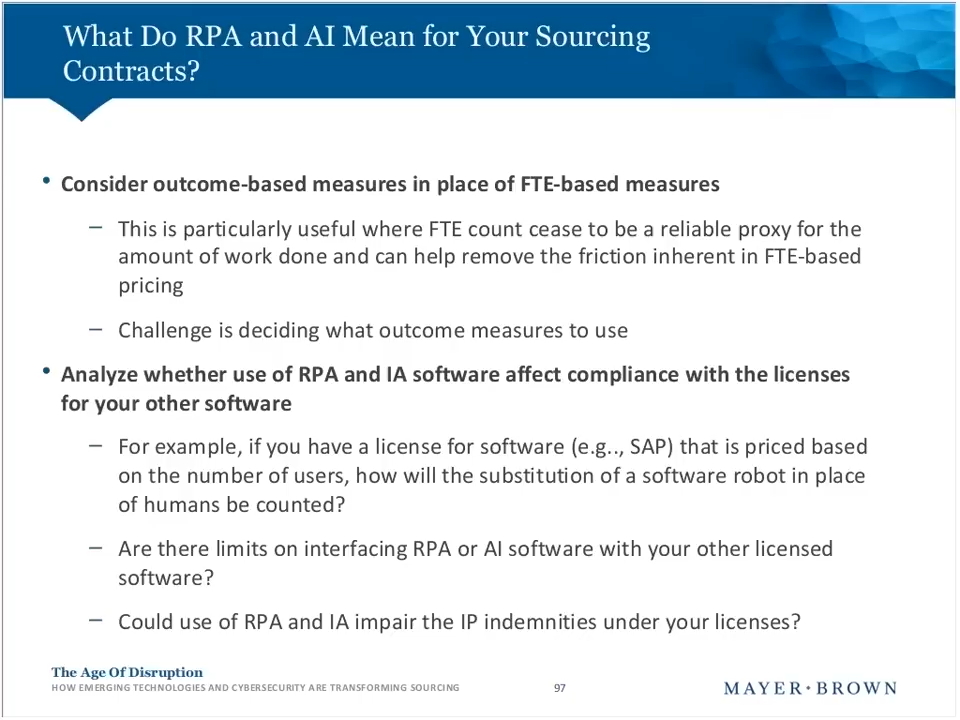 What Do RPA and AI Mean for Your Sourcing
Contracts?
• Consider outcome-based measures in place of FTE-based measures
– This is particularly useful where FTE count cease to be a reliable proxy for the
amount of work done and can help remove the friction inherent in FTE-based
pricing
– Challenge is deciding what outcome measures to use
• Analyze whether use of RPA and IA software affect compliance with the licenses
for your other software
– For example, if you have a license for software (e.g.., SAP) that is priced based
on the number of users, how will the substitution of a software robot in place
of humans be counted?
– Are there limits on interfacing RPA or AI software with your other licensed
software?
– Could use of RPA and IA impair the IP indemnities under your licenses?
The Age Of Disruption
HOW EMERGING TECHNOLOGIES AND CYBERSECURITY ARE TRANSFORMING SOURCING
97
MAYER•BROWN